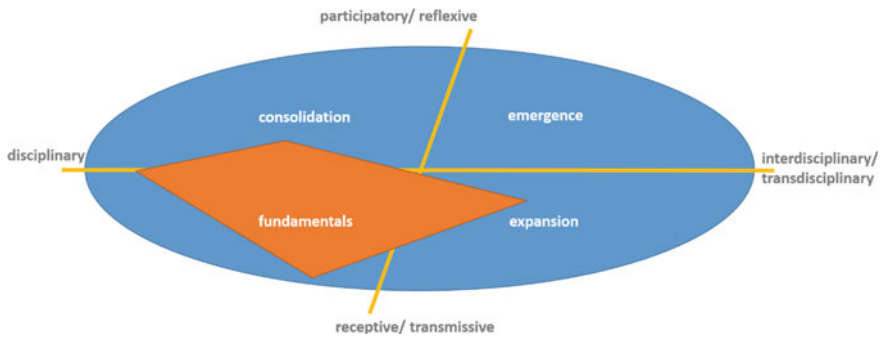 participatory/ reflexive
consolidation
emergence
disciplinary
interdisciplinary/
transdisciplinary
fundamentals
expansion
receptive/ transmissive